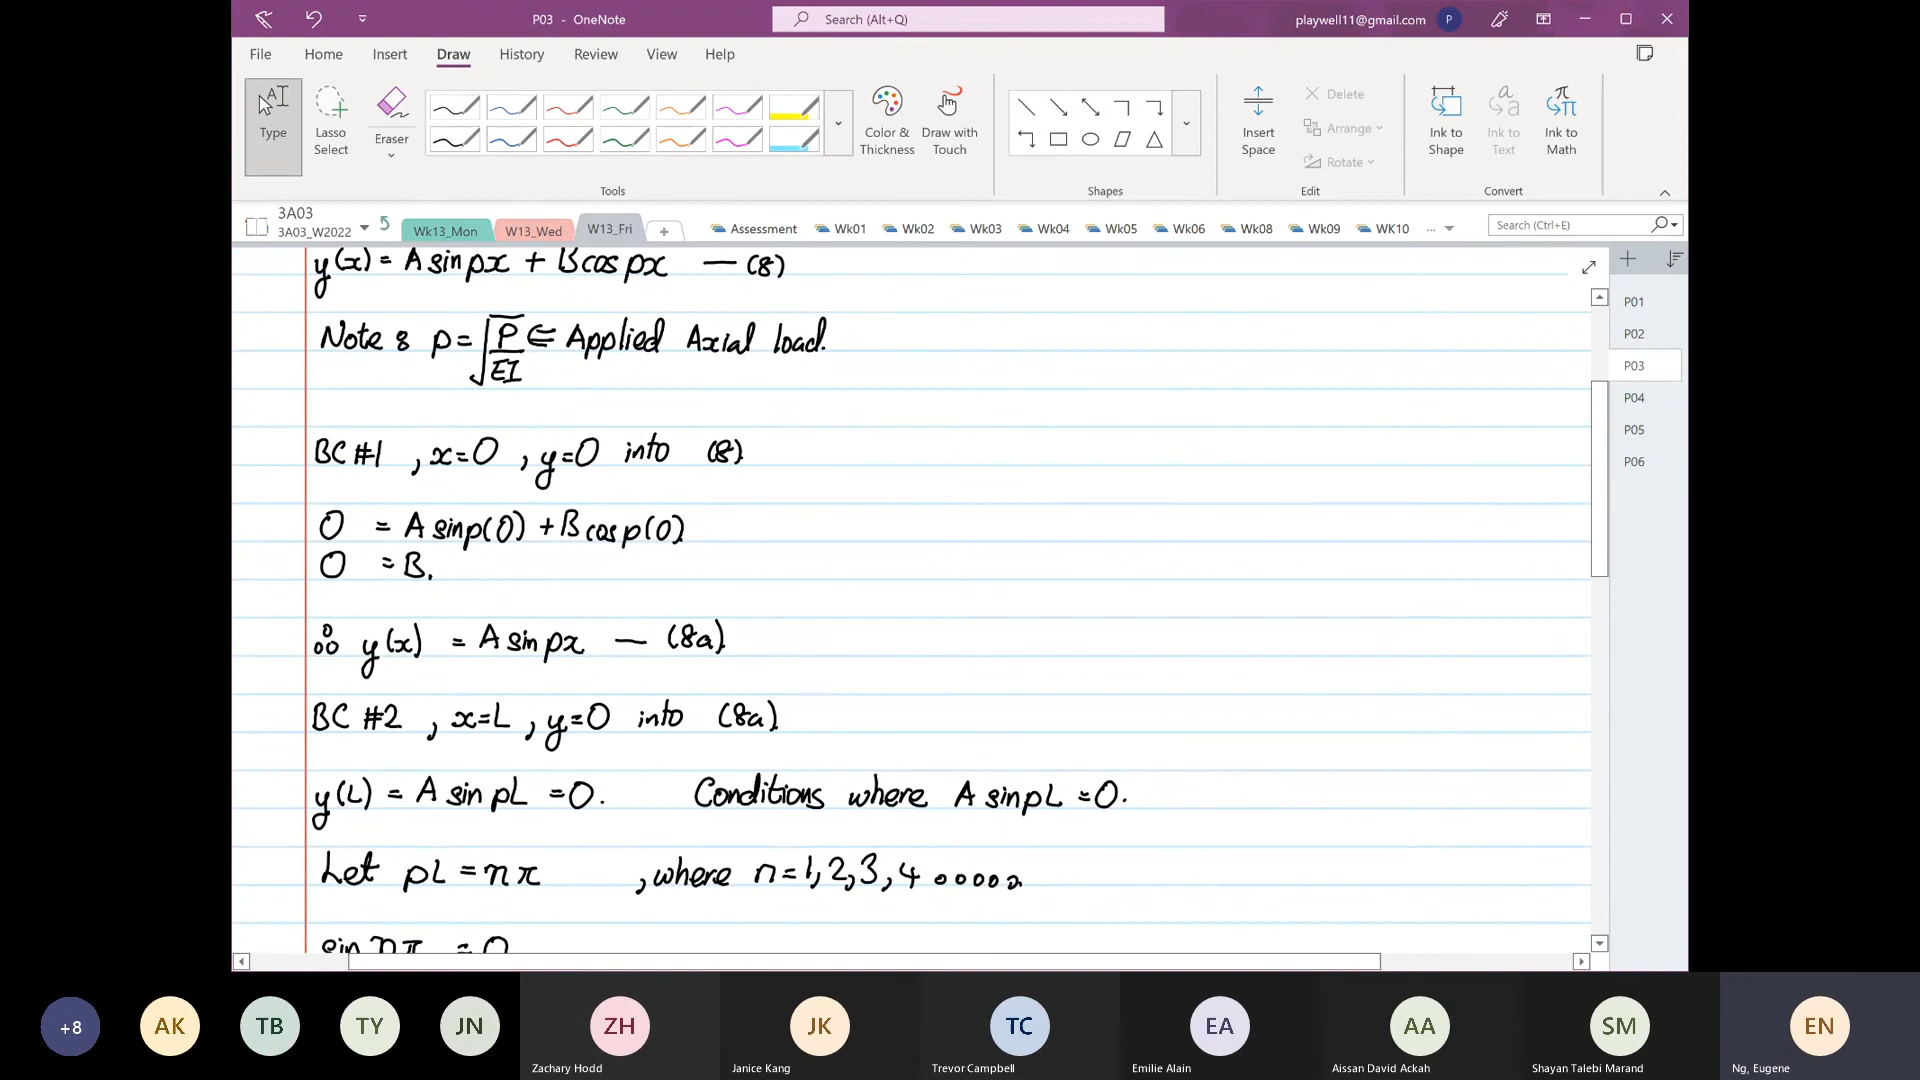 P03 - OneNote
Search (Alt+Q)
playwell11@gmail.com
P
File Home Insert Draw History Review View Help
Type
Lasso Select
Eraser
Color & Thickness
Draw with Touch
Insert Space
Delete
Arrange
Rotate
Ink to Shape
Ink to Text
Ink to Math
Tools Shapes Edit Convert
3A03
3A03_W2022
Wk13_Mon W13_Wed W13_Fri + Assessment Wk01 Wk02 Wk03 Wk04 Wk05 Wk06 Wk08 Wk09 WK10 ...
Search (Ctrl+E)
P01
P02
P03
P04
P05
P06
y(x) = A sin px + B cos px — (8)
Note : p = √(P/EI) ⇐ Applied Axial load.
BC #1 , x=0 , y=0 into (8).
0 = A sin p(0) + B cos p(0).
0 = B.
∴ y(x) = A sin px — (8a).
BC #2 , x=L , y=0 into (8a).
y(L) = A sin pL = 0. Conditions where A sin pL = 0.
Let pL = nπ , where n = 1, 2, 3, 4 .....
sin nπ = 0
+8 AK TB TY JN ZH JK TC EA AA SM EN
Zachary Hodd Janice Kang Trevor Campbell Emilie Alain Aissan David Ackah Shayan Talebi Marand Ng, Eugene